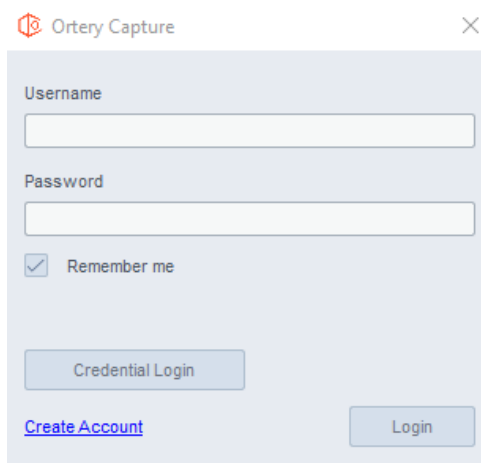 Ortery Capture
Username
Password
Remember me
Credential Login
Create Account
Login